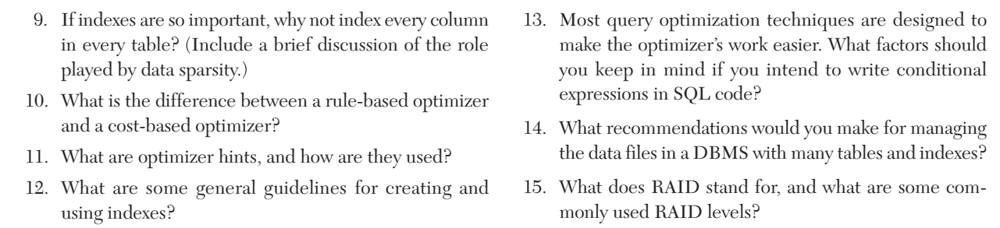 9. If indexes are so important, why not index every column
in every table? (Include a brief discussion of the role
played by data sparsity.)
10. What is the difference between a rule-based optimizer
and a cost-based optimizer?
11. What are optimizer hints, and how are they used?
12. What are some general guidelines for creating and
using indexes?
13. Most query optimization techniques are designed to
make the optimizer’s work easier. What factors should
you keep in mind if you intend to write conditional
expressions in SQL code?
14. What recommendations would you make for managing
the data files in a DBMS with many tables and indexes?
15. What does RAID stand for, and what are some com-
monly used RAID levels?